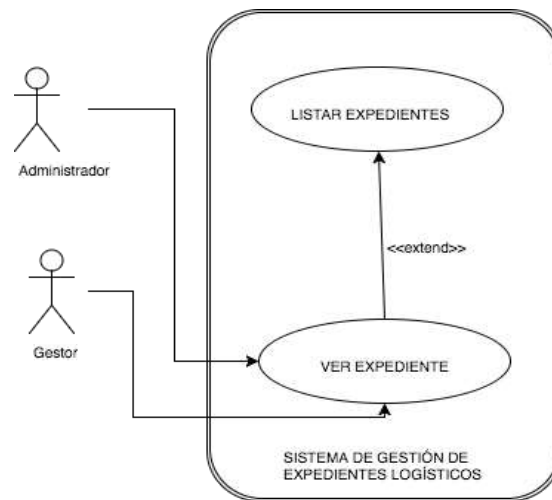 LISTAR EXPEDIENTES
Administrador
<<extend>>
Gestor
VER EXPEDIENTE
SISTEMA DE GESTIÓN DE
EXPEDIENTES LOGÍSTICOS